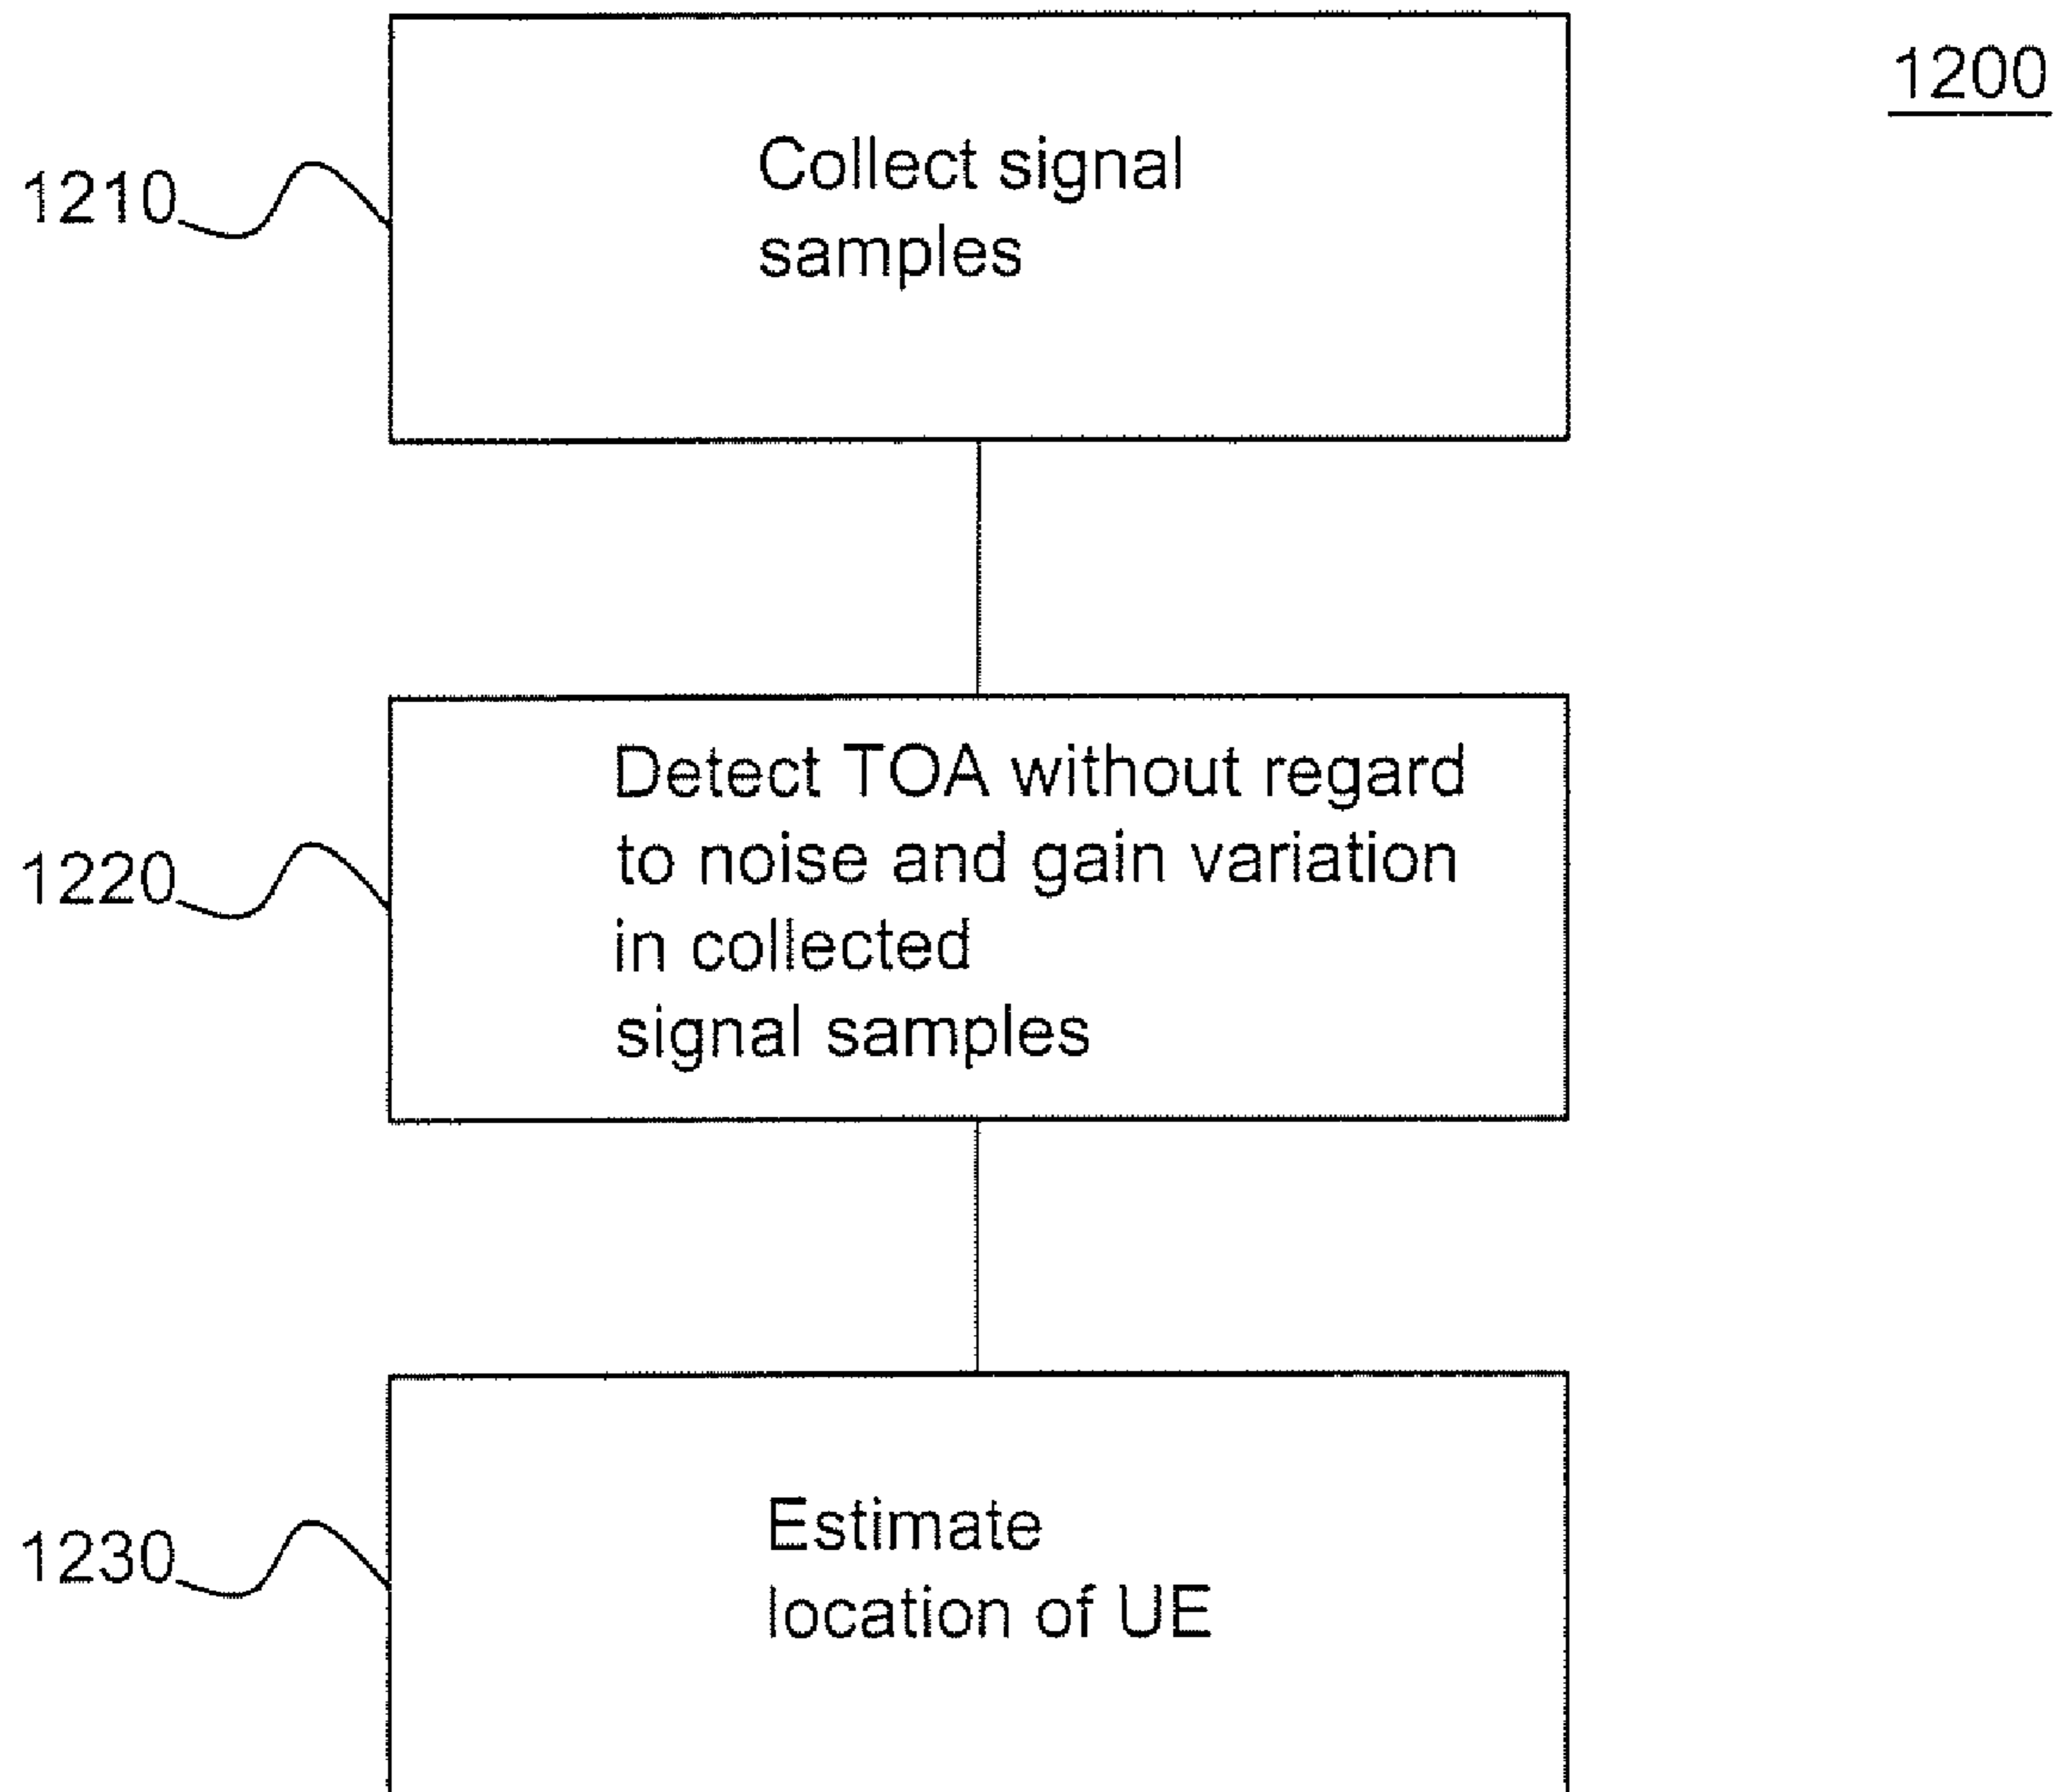 1200
Collect signal
samples
1210
Detect TOA without regard
to noise and gain variation
in collected
signal samples
1220
Estimate
location of UE
1230